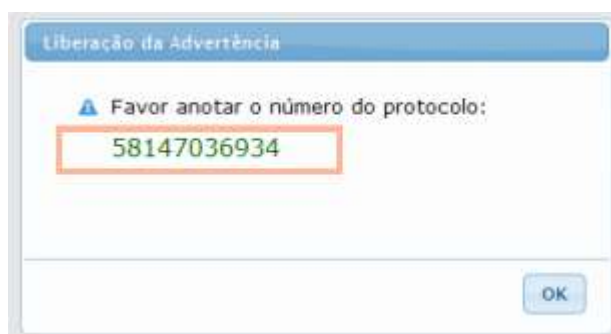 Liberação da Advertência
Favor anotar o número do protocolo:
58147036934
OK